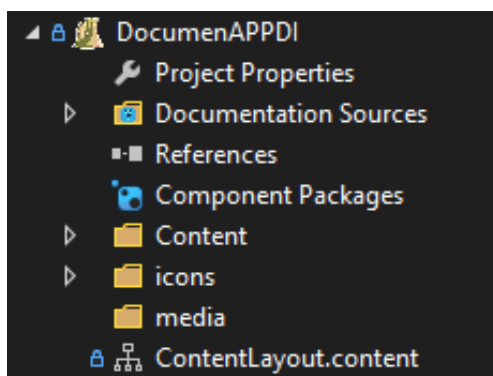 DocumenAPPDI
Project Properties
Documentation Sources
References
Component Packages
Content
icons
media
ContentLayout.content